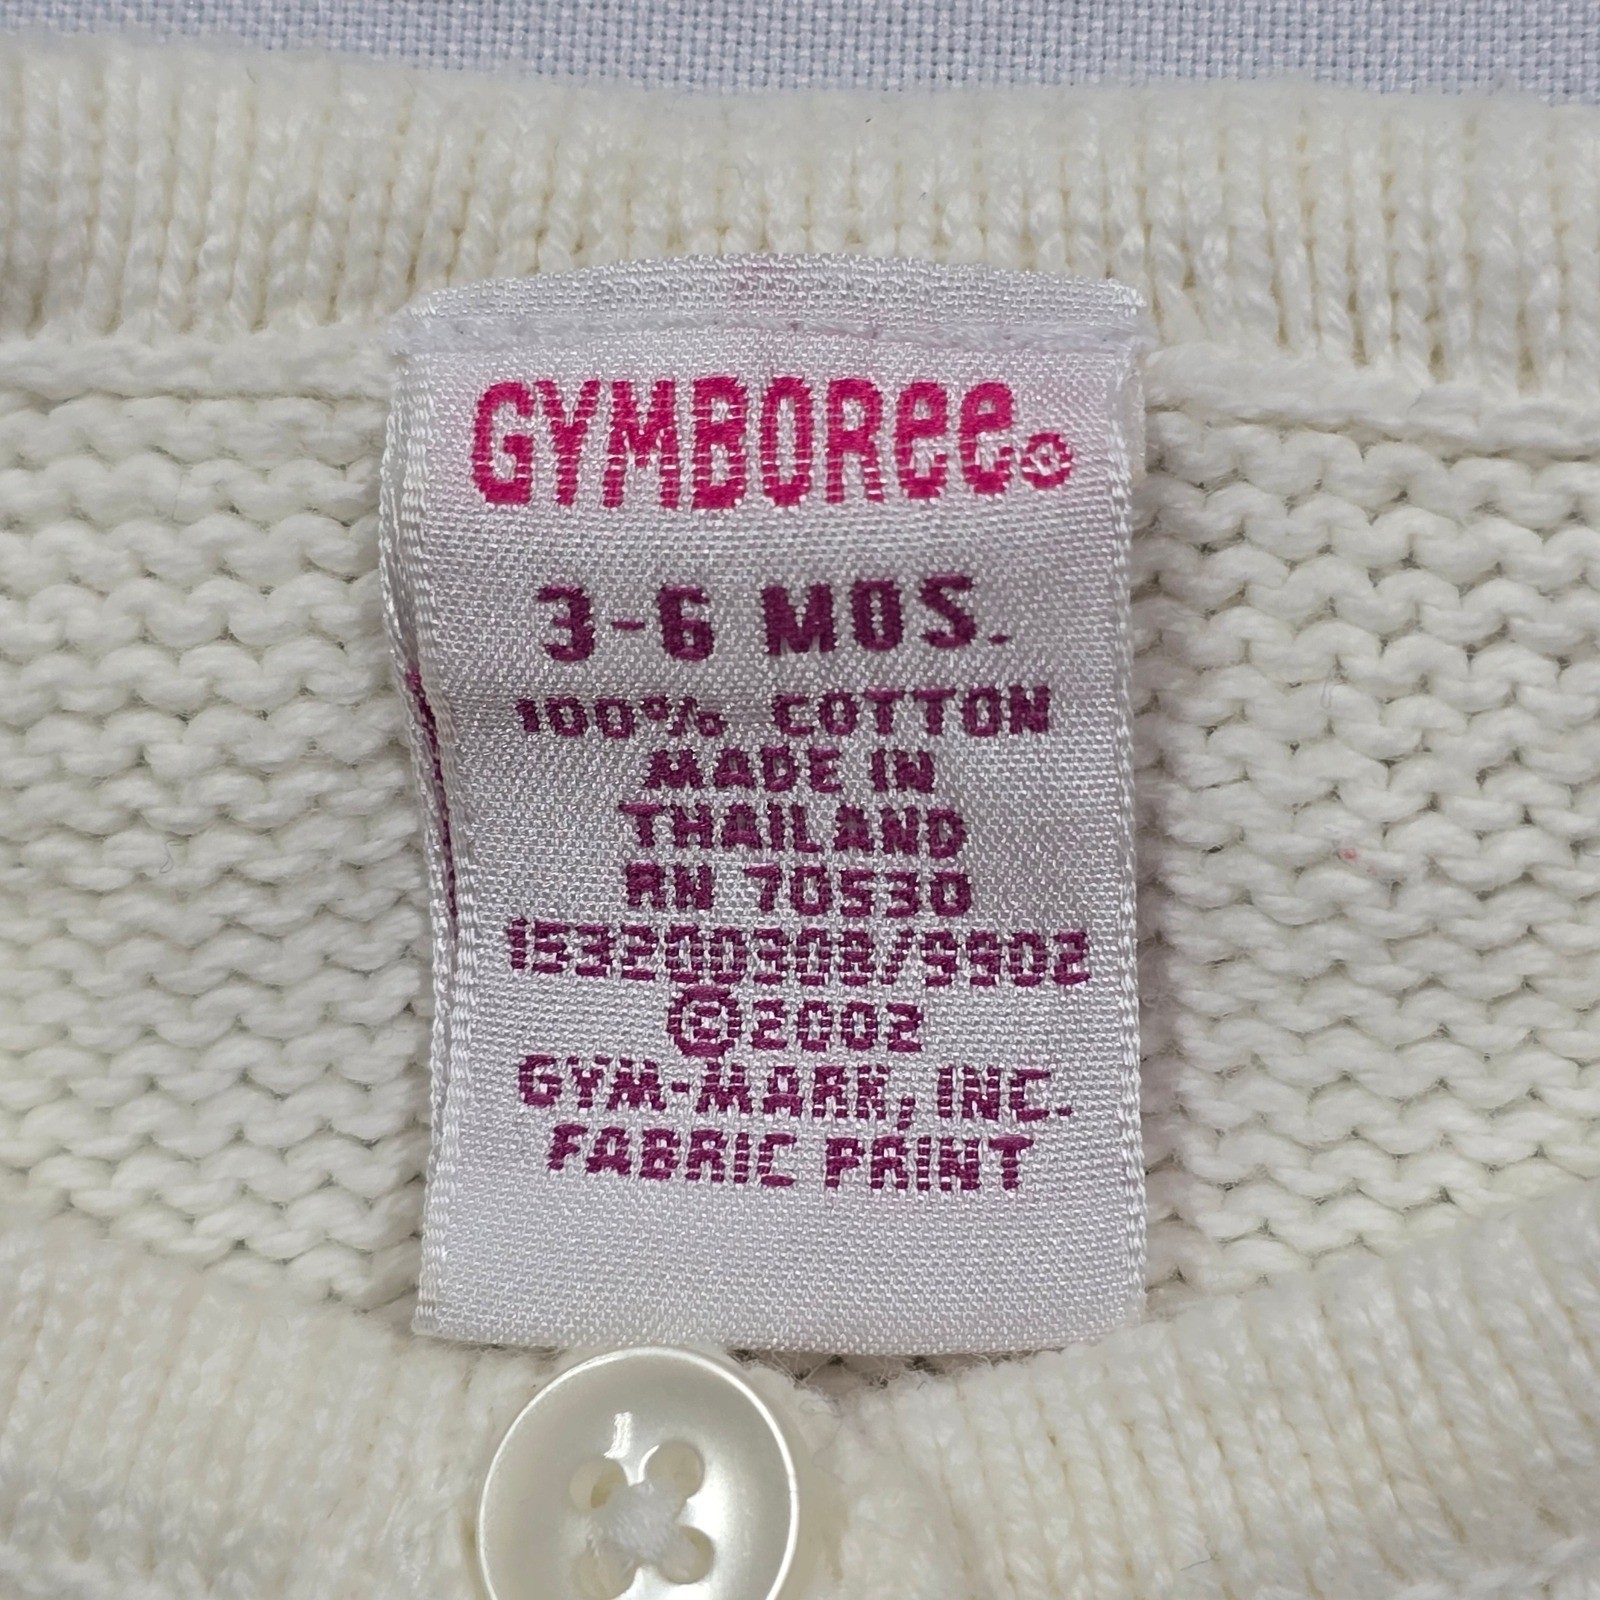 GYMBOREE®
3-6 MOS.
100% COTTON
MADE IN
THAILAND
RN 70530
153200308/9902
©2002
GYM-MARK, INC.
FABRIC PRINT